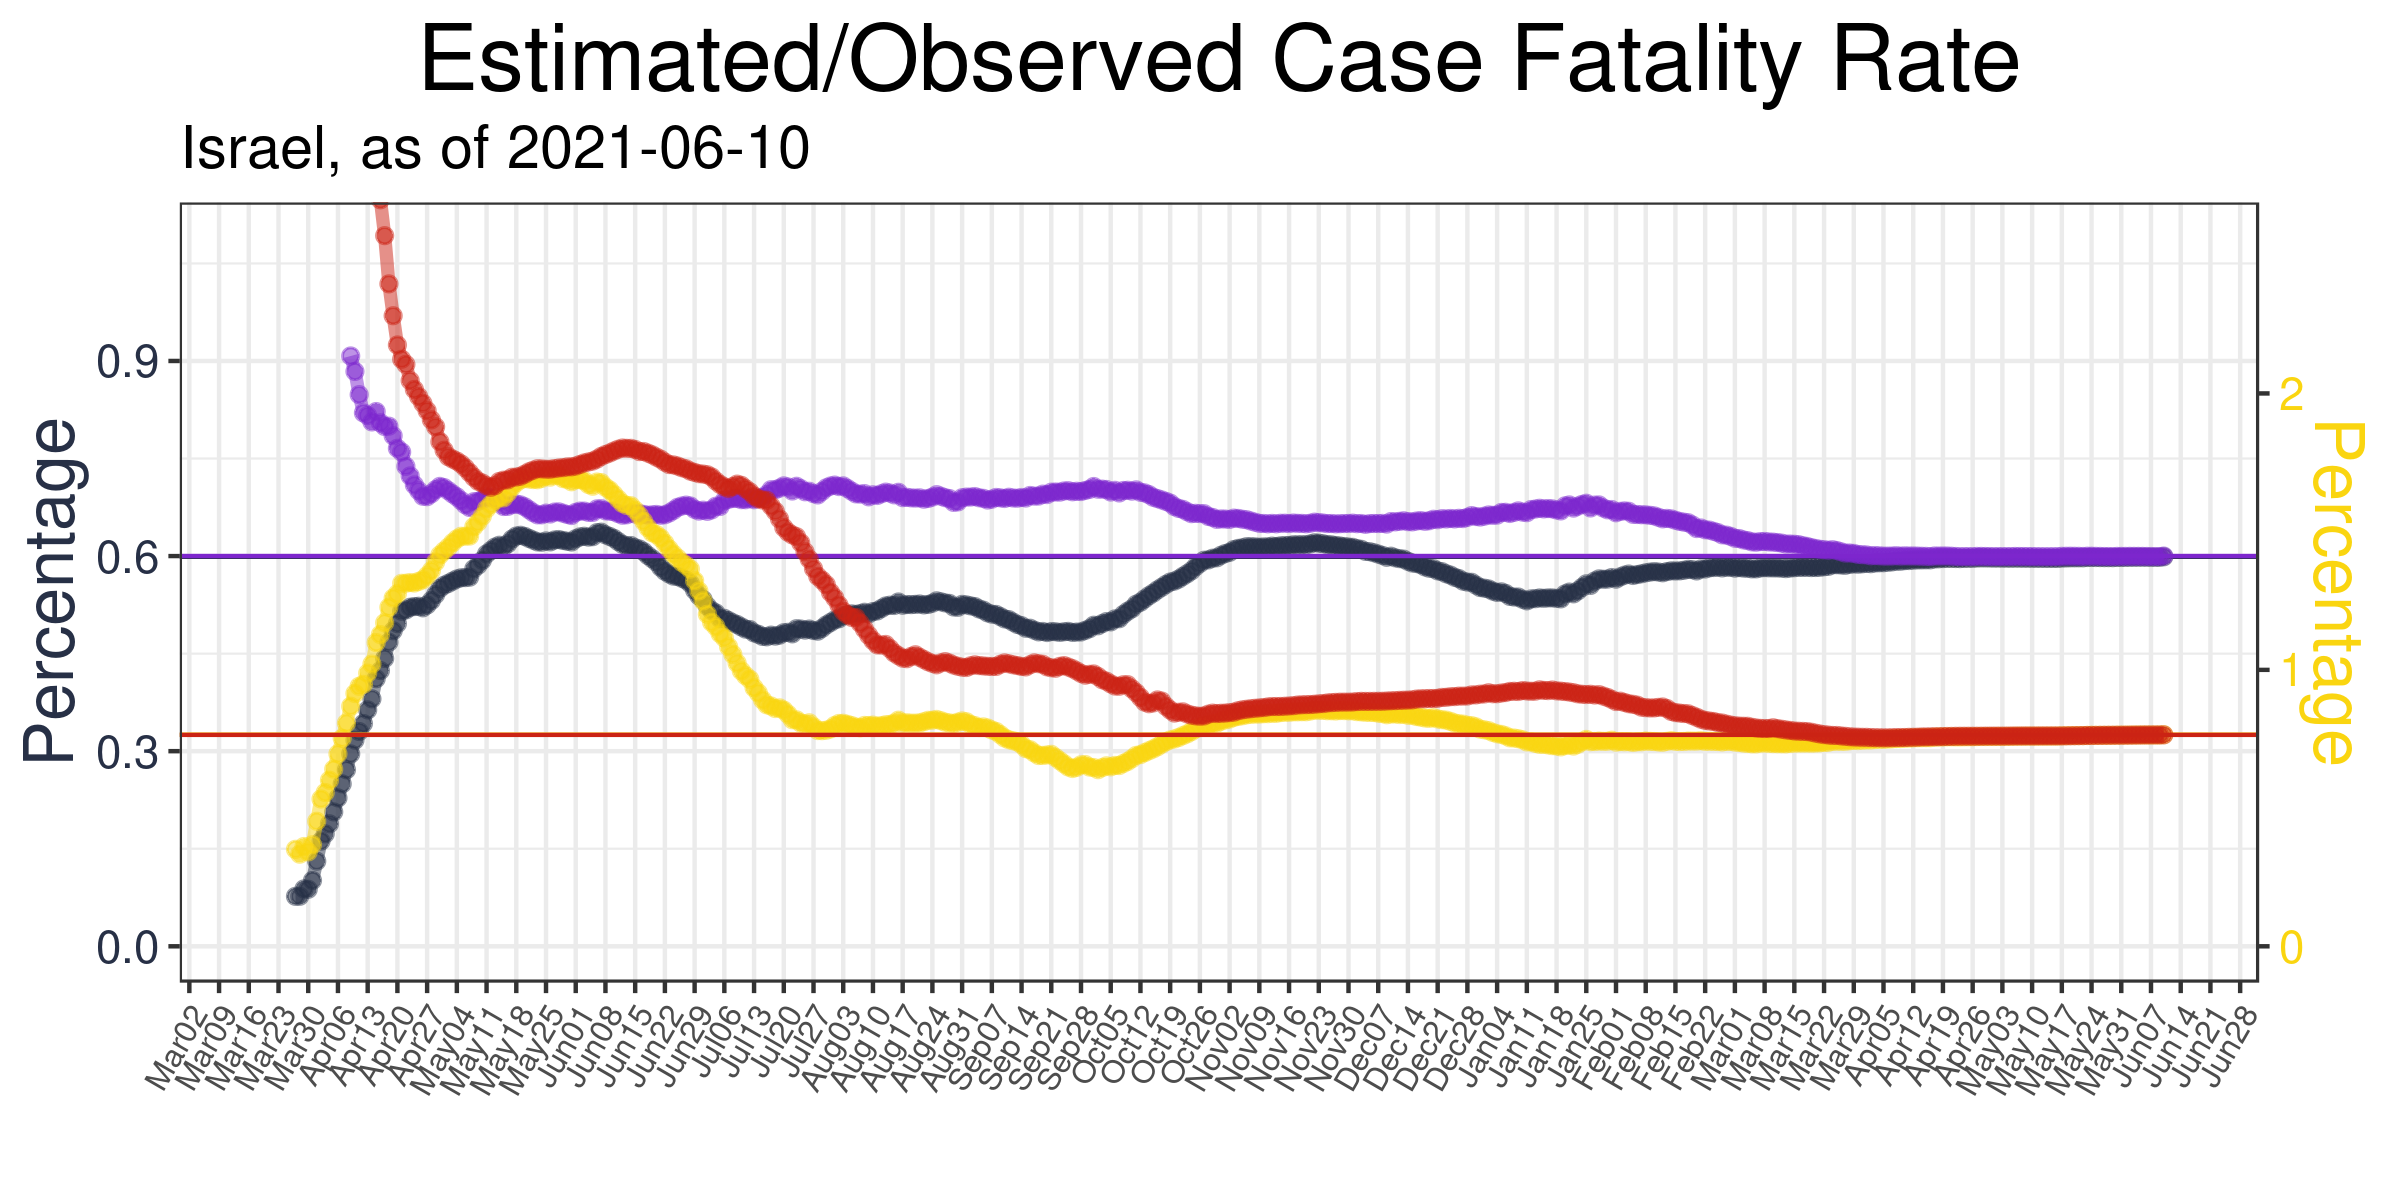 Estimated/Observed Case Fatality Rate
Israel, as of 2021-06-10
Percentage
0.9
0.6
0.3
0.0
2
1
0
Percentage
Mar02
Mar09
Mar16
Mar23
Mar30
Apr06
Apr13
Apr20
Apr27
May04
May11
May18
May25
Jun01
Jun08
Jun15
Jun22
Jun29
Jul06
Jul13
Jul20
Jul27
Aug03
Aug10
Aug17
Aug24
Aug31
Sep07
Sep14
Sep21
Sep28
Oct05
Oct12
Oct19
Oct26
Nov02
Nov09
Nov16
Nov23
Nov30
Dec07
Dec14
Dec21
Dec28
Jan04
Jan11
Jan18
Jan25
Feb01
Feb08
Feb15
Feb22
Mar01
Mar08
Mar15
Mar22
Mar29
Apr05
Apr12
Apr19
Apr26
May03
May10
May17
May24
May31
Jun07
Jun14
Jun21
Jun28